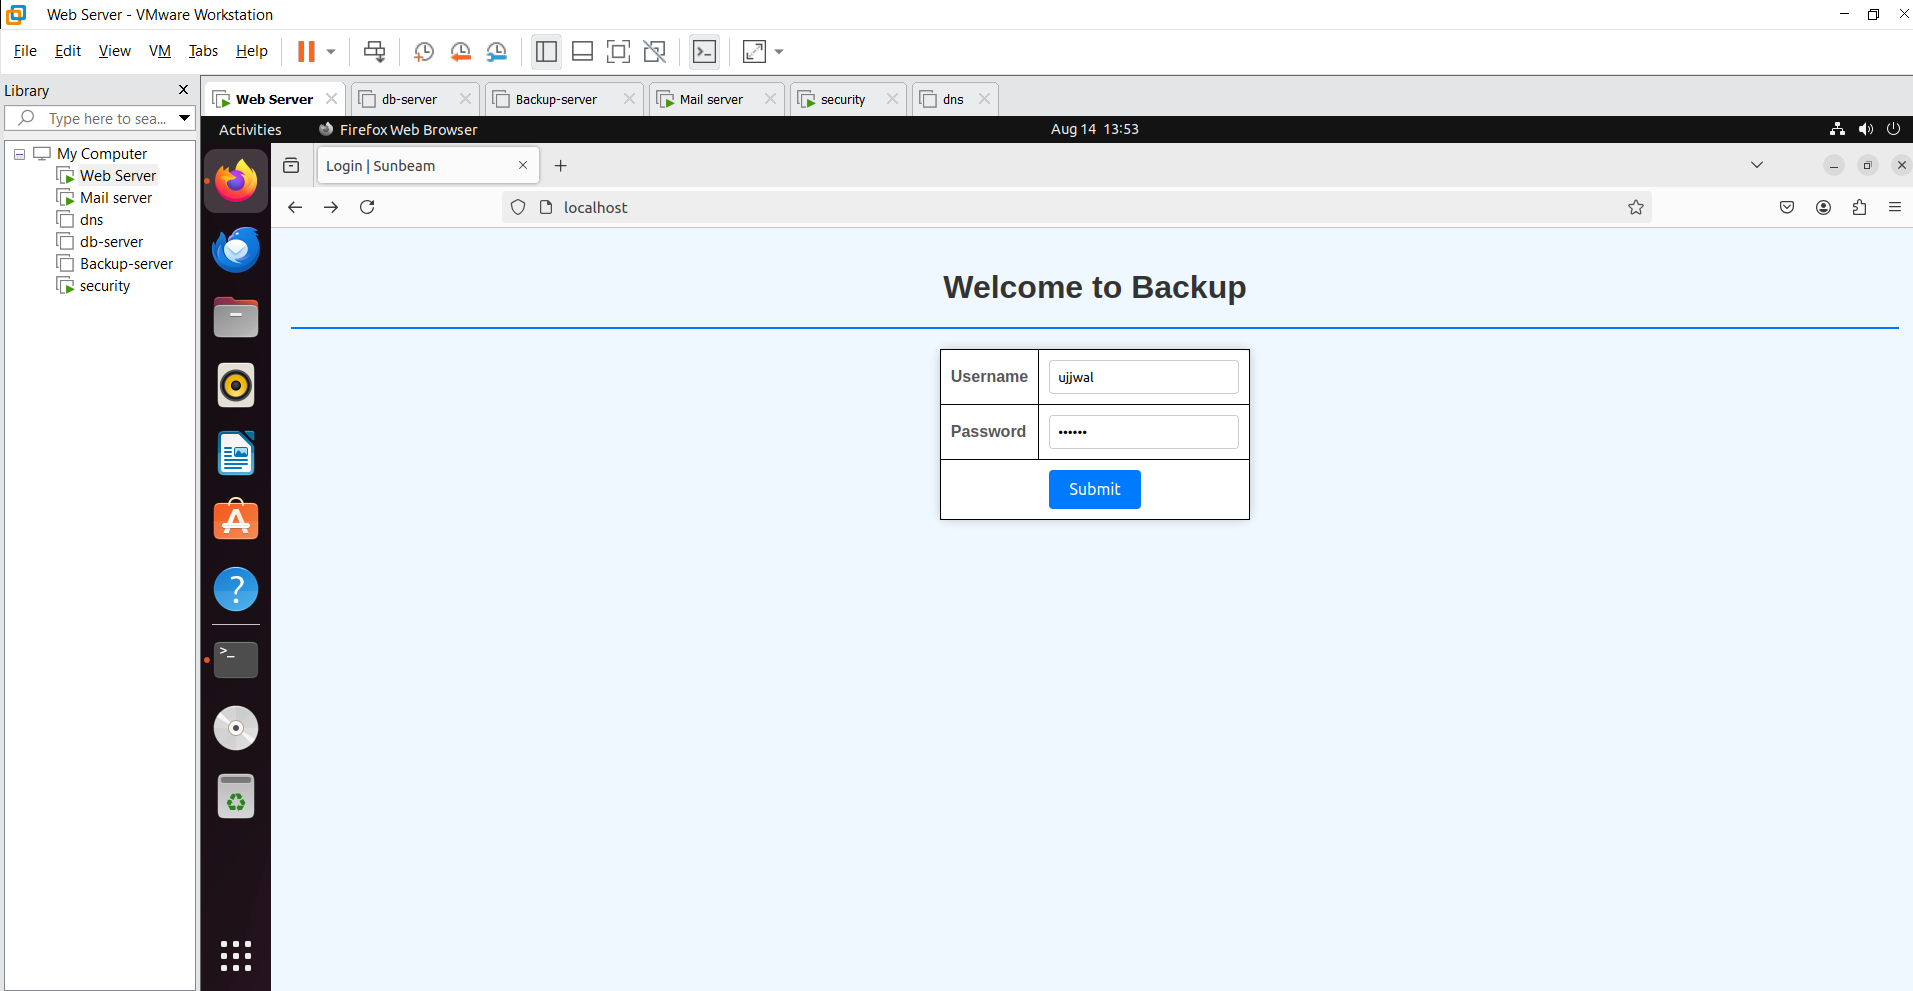 Web Server - VMware Workstation
File Edit View VM Tabs Help
Library
Type here to sea...
My Computer
Web Server
Mail server
dns
db-server
Backup-server
security
Web Server db-server Backup-server Mail server security dns
Activities Firefox Web Browser Aug 14 13:53
Login | Sunbeam
localhost
Welcome to Backup
Username ujjwal
Password ••••••
Submit